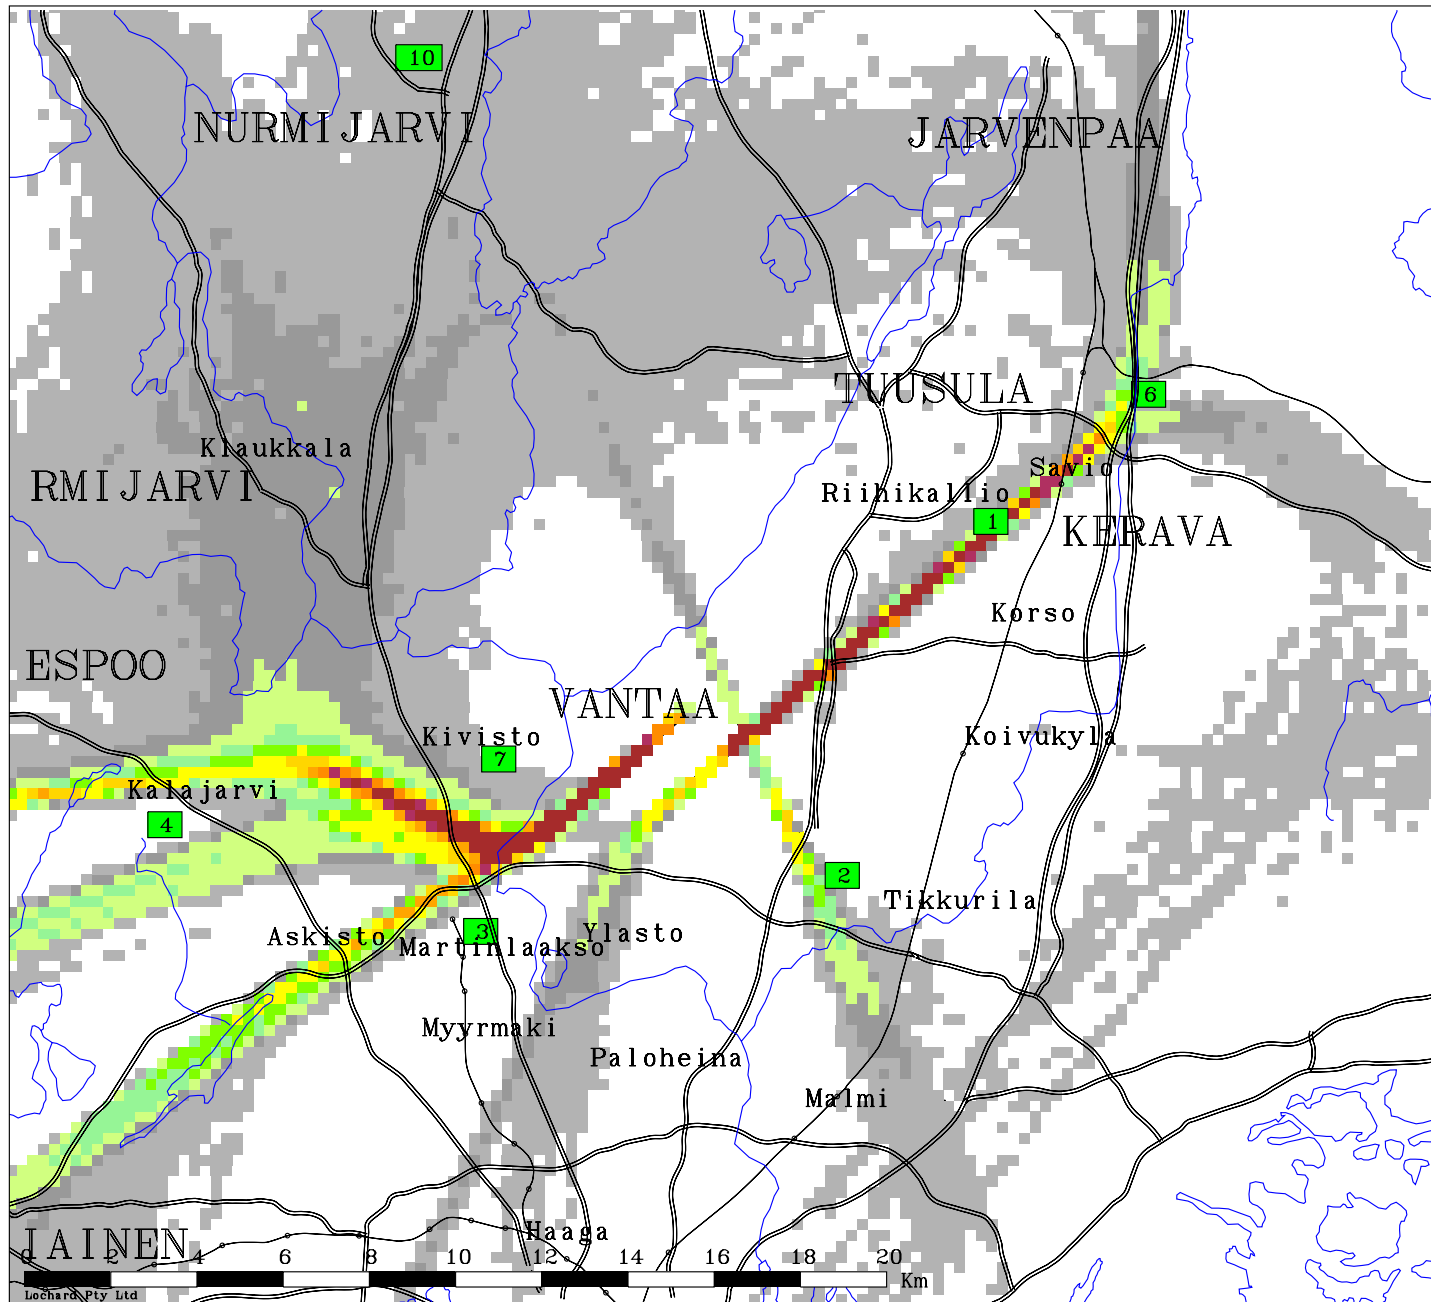 10
NURMIJARVI
JARVENPAA
TUUSULA
6
Klaukkala
Savio
RMIJARVI
Riihikallio
1
KERAVA
Korso
ESPOO
VANTAA
Kivisto
Koivukyla
7
Kalajarvi
4
2
Tikkurila
3
Askisto
Martinlaakso
Ylasto
Myyrmaki
Paloheina
Malmi
Haaga
IAINEN
0 2 4 6 8 10 12 14 16 18 20
Km
Lochard Pty Ltd